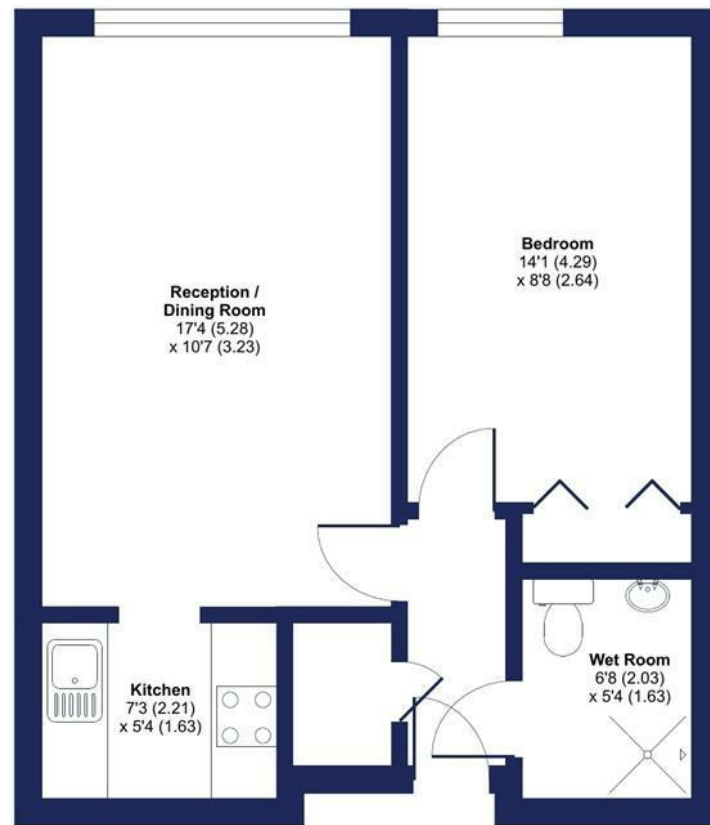 Reception /
Dining Room
17'4 (5.28)
x 10'7 (3.23)
Bedroom
14'1 (4.29)
x 8'8 (2.64)
Kitchen
7'3 (2.21)
x 5'4 (1.63)
Wet Room
6'8 (2.03)
x 5'4 (1.63)